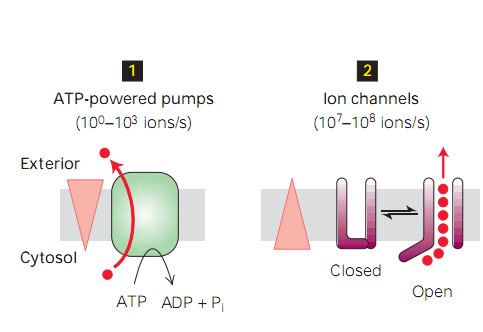 1
ATP-powered pumps
(10⁰–10³ ions/s)
Exterior
Cytosol
ATP ADP + Pᵢ
2
Ion channels
(10⁷–10⁸ ions/s)
Closed
Open